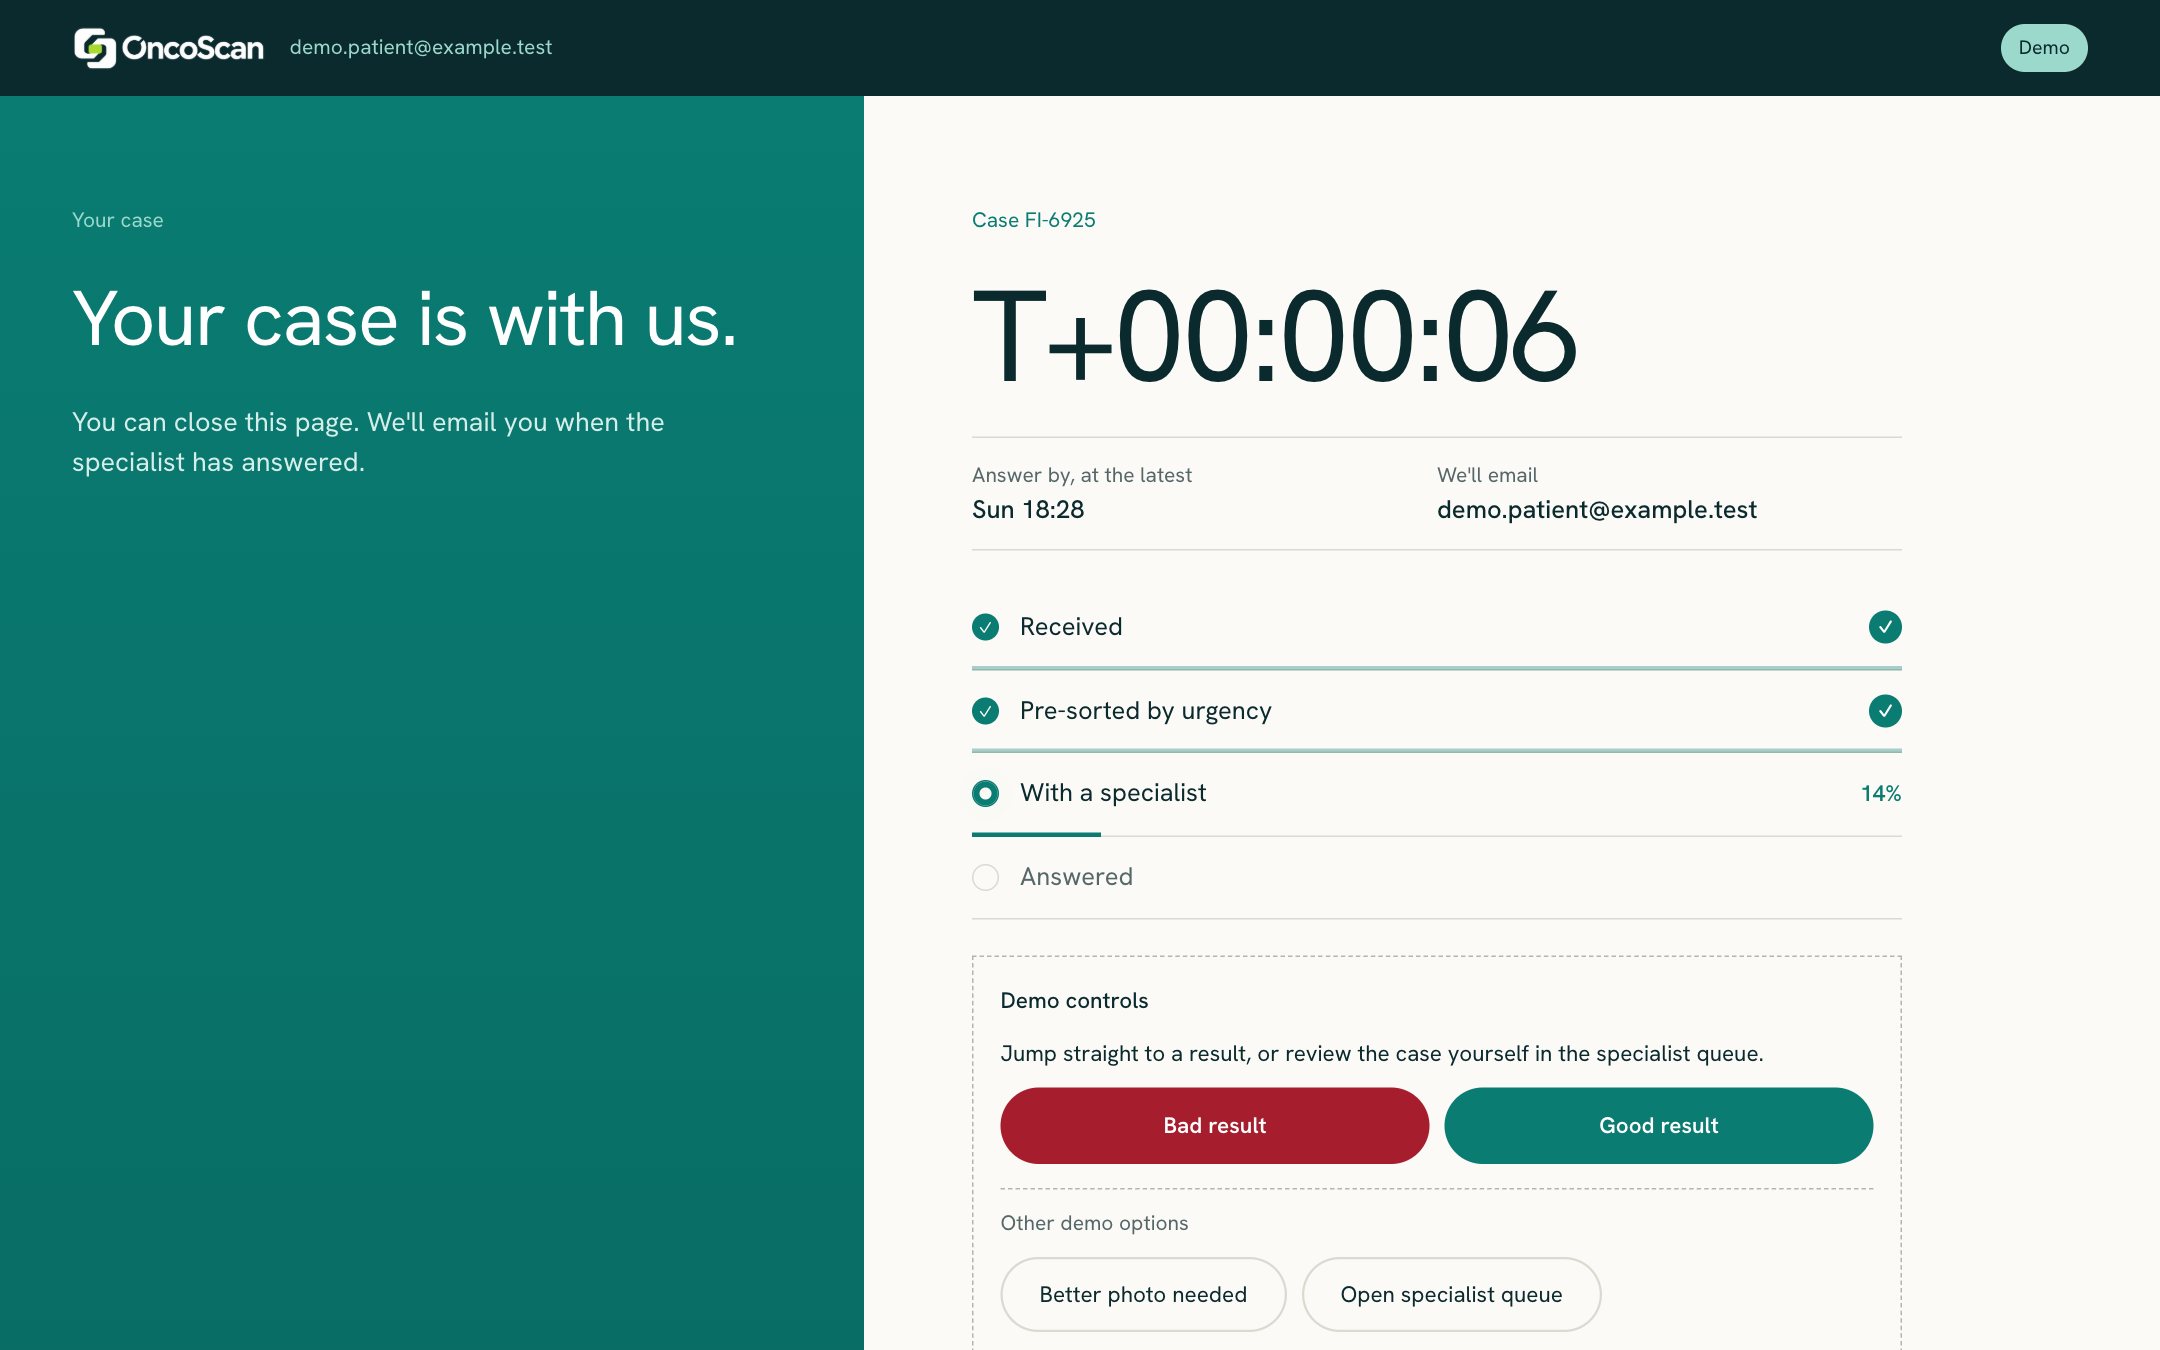 OncoScan demo.patient@example.test
Demo
Your case
Your case is with us.
You can close this page. We'll email you when the
specialist has answered.
Case FI-6925
T+00:00:06
Answer by, at the latest
Sun 18:28
We'll email
demo.patient@example.test
Received
Pre-sorted by urgency
With a specialist 14%
Answered
Demo controls
Jump straight to a result, or review the case yourself in the specialist queue.
Bad result
Good result
Other demo options
Better photo needed
Open specialist queue